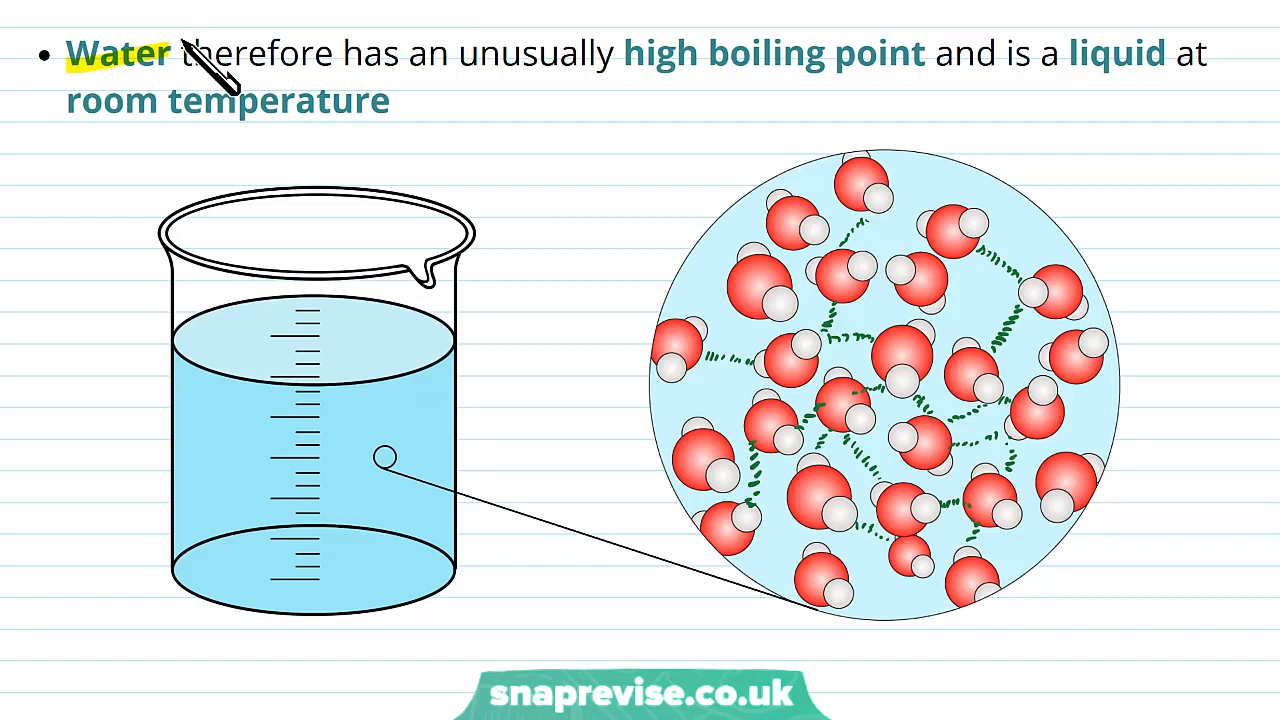 • Water therefore has an unusually high boiling point and is a liquid at
room temperature
snaprevise.co.uk